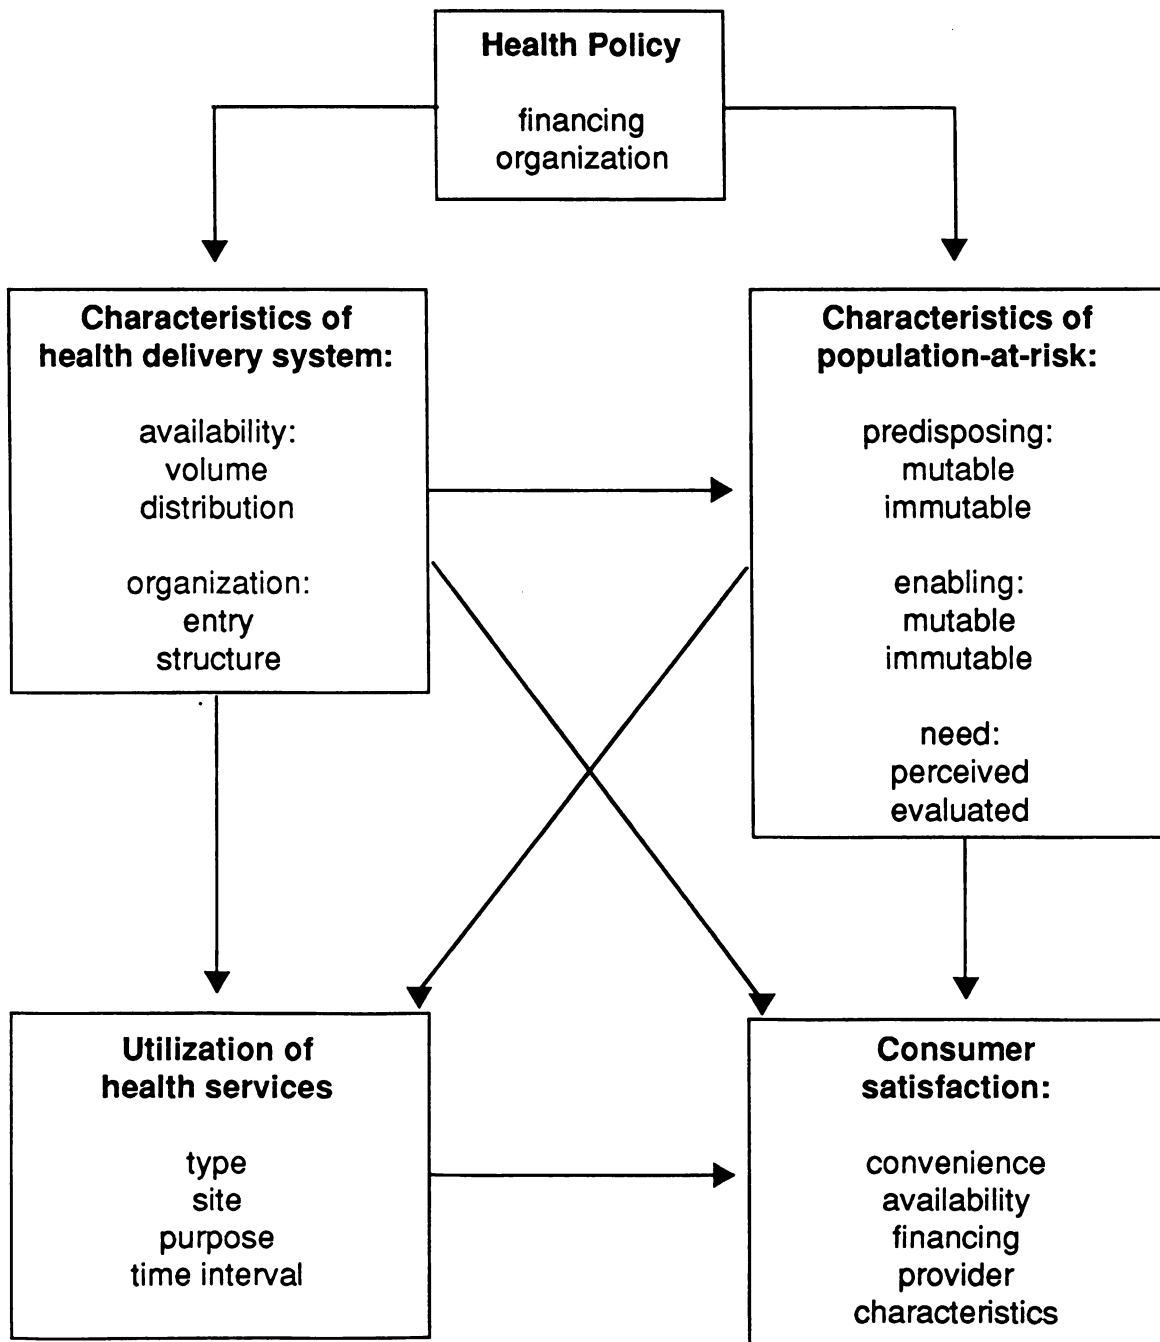 Health Policy
financing
organization
Characteristics of
health delivery system:
availability:
volume
distribution
organization:
entry
structure
Characteristics of
population-at-risk:
predisposing:
mutable
immutable
enabling:
mutable
immutable
need:
perceived
evaluated
Utilization of
health services
type
site
purpose
time interval
Consumer
satisfaction:
convenience
availability
financing
provider
characteristics